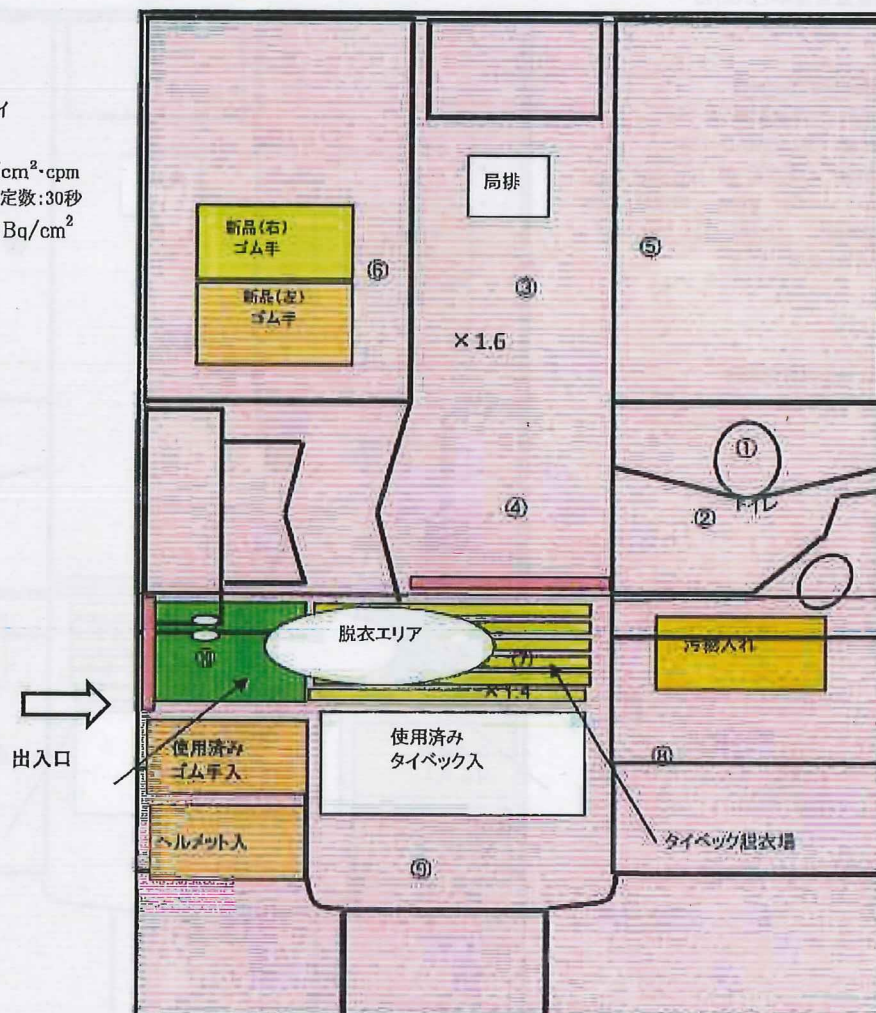 イ
cm²·cpm
定数:30秒
Bq/cm²
局排
新品(右)
ゴム手
⑥
⑤
新品(左)
ゴム手
③
×1.6
①
④
②
トイレ
脱衣エリア
⑦
汚物入れ
⑩
×1.4
出入口
使用済み
ゴム手入
使用済み
タイベック入
⑧
ヘルメット入
タイベック脱衣場
⑨